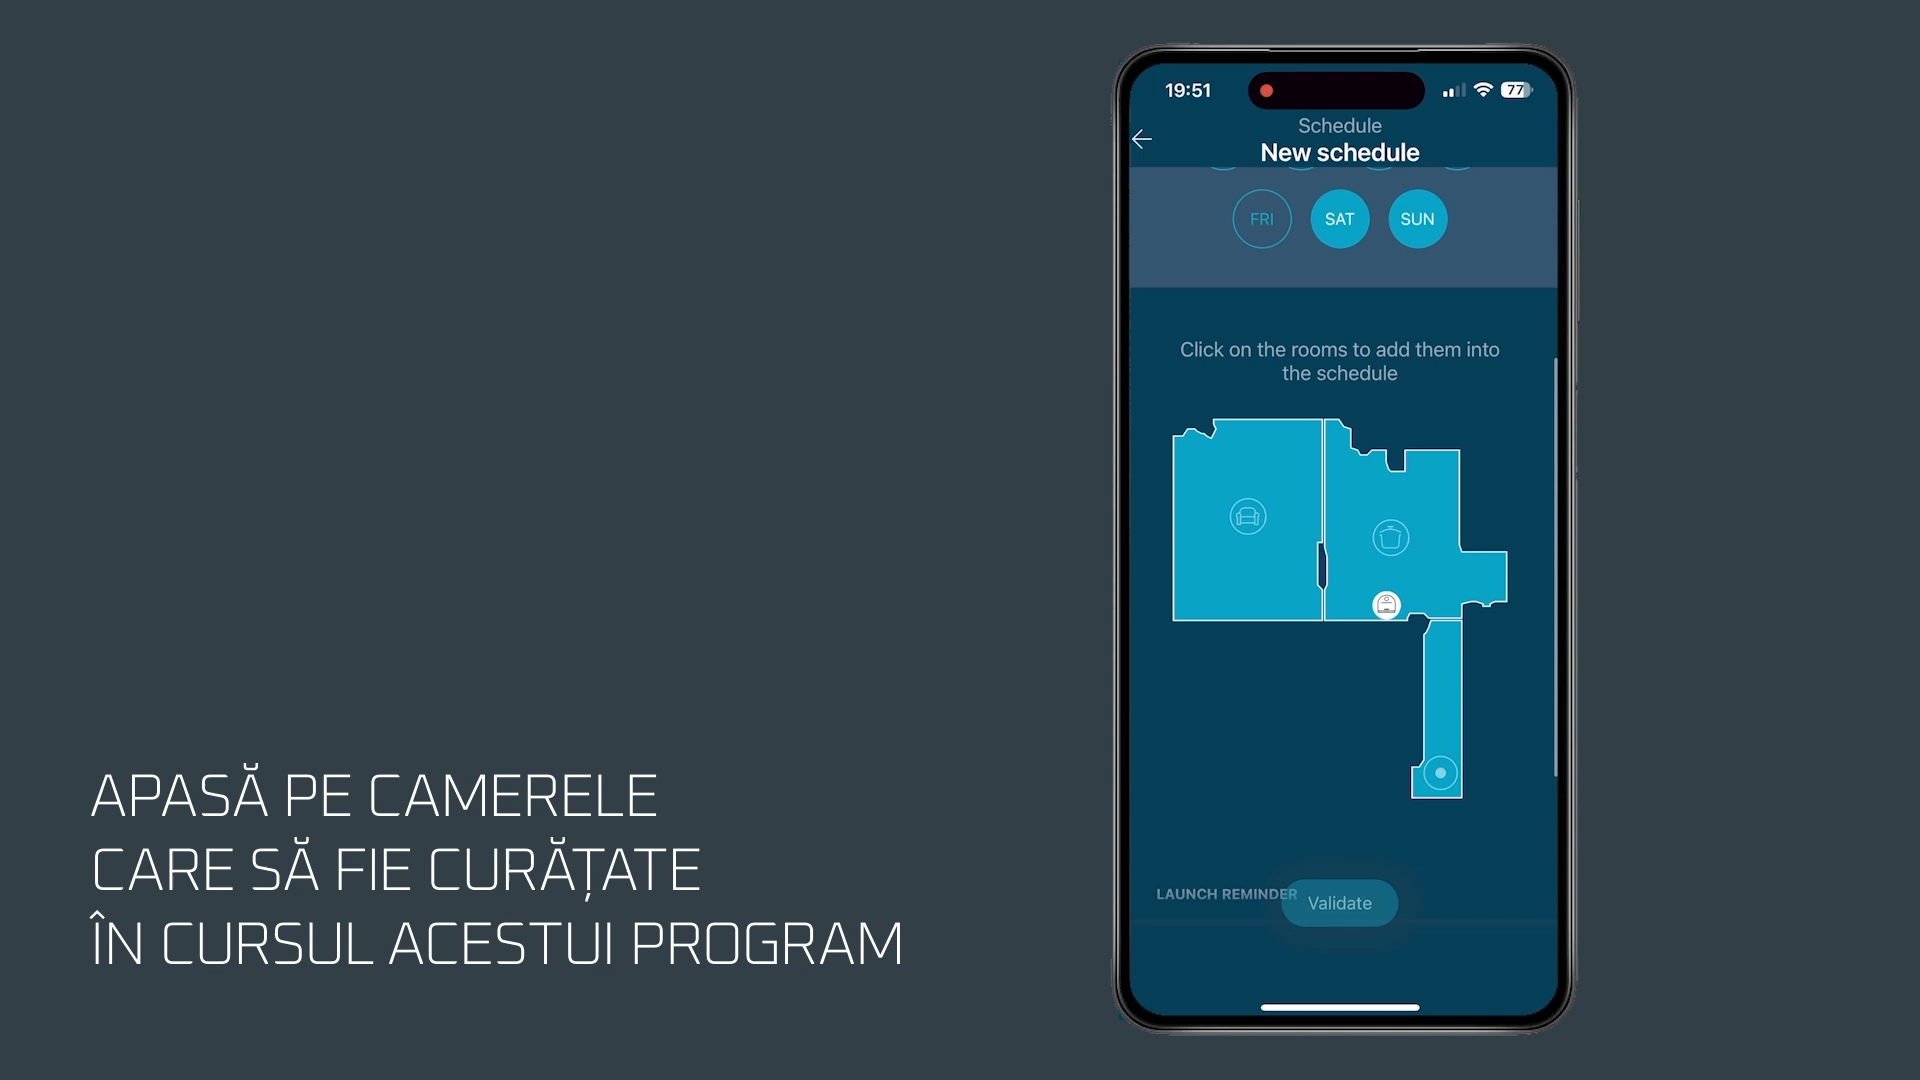 APASĂ PE CAMERELE
CARE SĂ FIE CURĂȚATE
ÎN CURSUL ACESTUI PROGRAM
19:51
77
Schedule
New schedule
FRI SAT SUN
Click on the rooms to add them into
the schedule
LAUNCH REMINDER
Validate